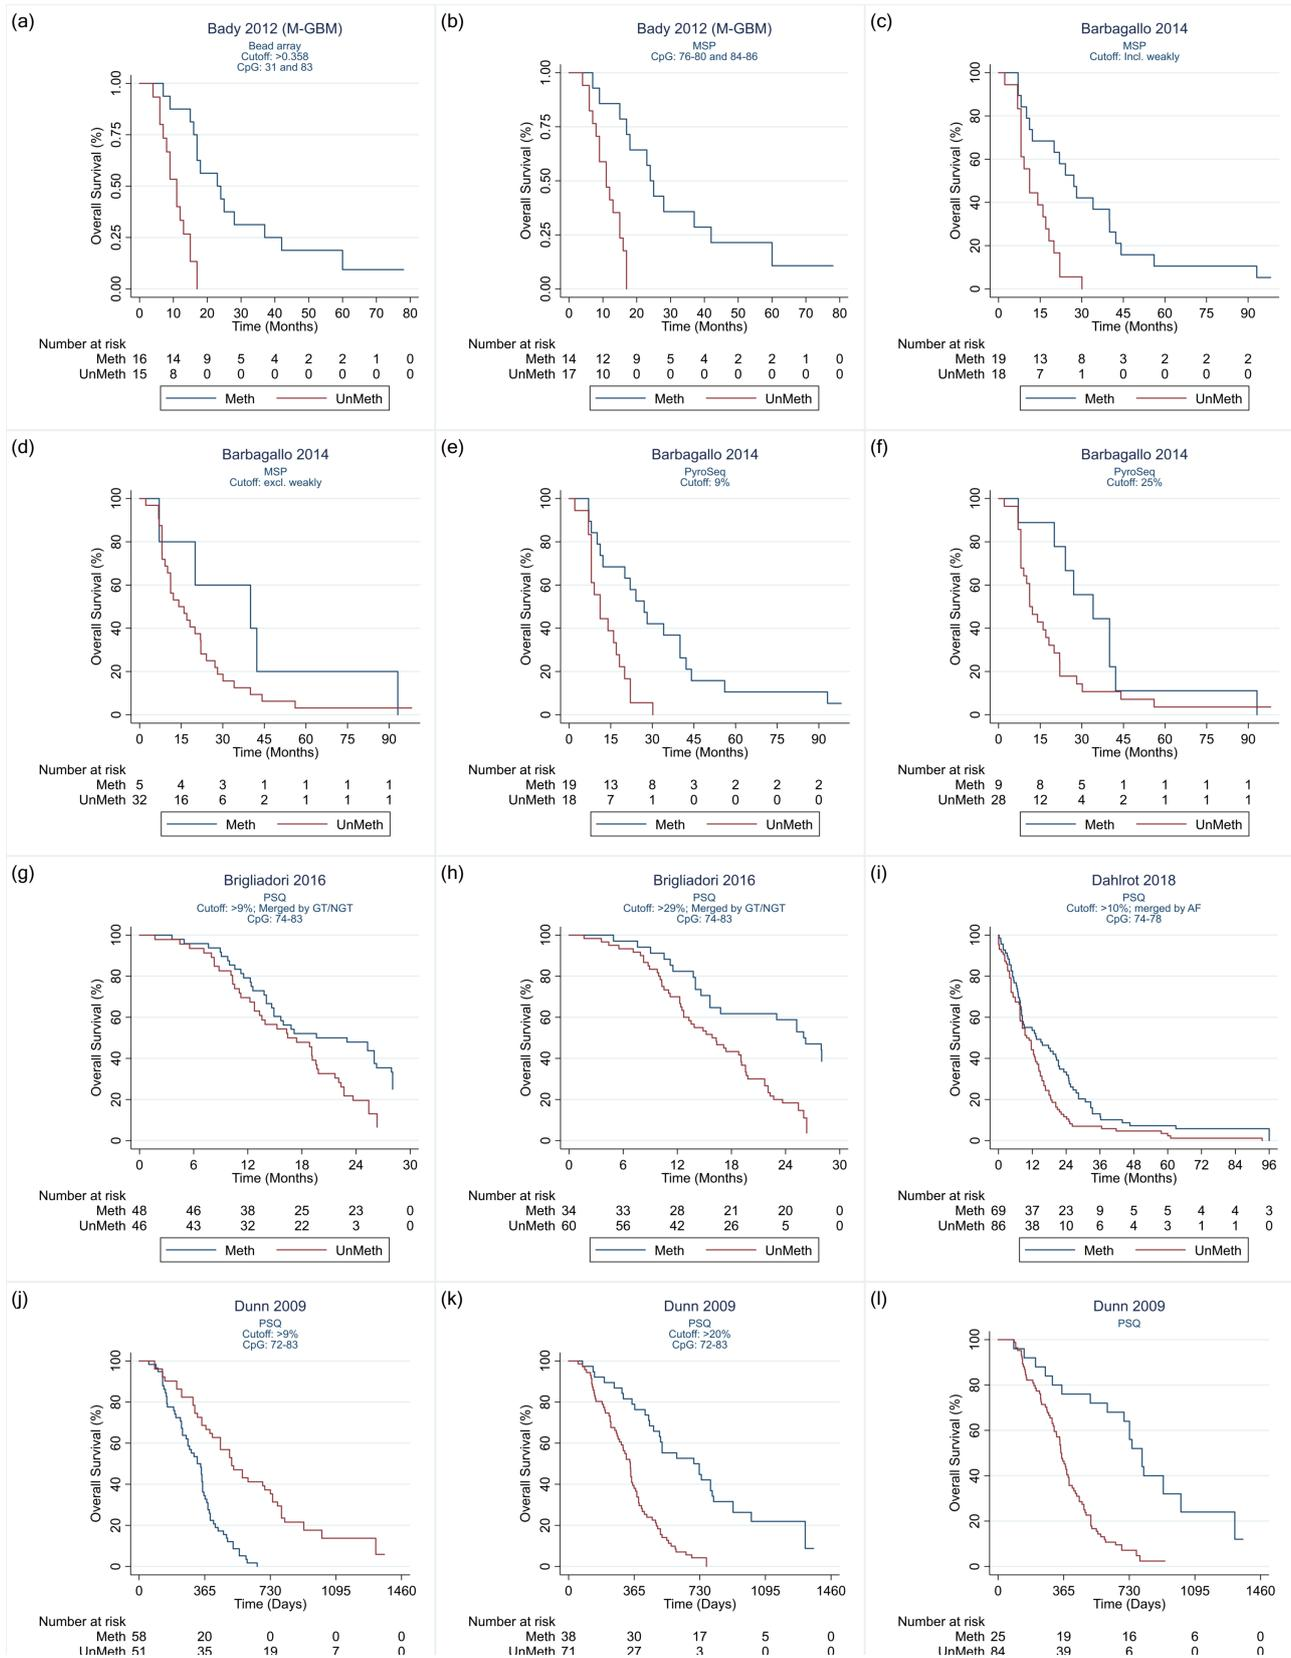 (a)
Bady 2012 (M-GBM)
Bead array
Cutoff: >0.358
CpG: 31 and 83
Overall Survival (%)
1.00
0.75
0.50
0.25
0.00
0 10 20 30 40 50 60 70 80
Time (Months)
Number at risk
Meth 16 14 9 5 4 2 2 1 0
UnMeth 15 8 0 0 0 0 0 0 0
Meth UnMeth
(b)
Bady 2012 (M-GBM)
MSP
CpG: 76-80 and 84-86
Overall Survival (%)
1.00
0.75
0.50
0.25
0.00
0 10 20 30 40 50 60 70 80
Time (Months)
Number at risk
Meth 14 12 9 5 4 2 2 1 0
UnMeth 17 10 0 0 0 0 0 0 0
Meth UnMeth
(c)
Barbagallo 2014
MSP
Cutoff: Incl. weakly
Overall Survival (%)
100
80
60
40
20
0
0 15 30 45 60 75 90
Time (Months)
Number at risk
Meth 19 13 8 3 2 2 2
UnMeth 18 7 1 0 0 0 0
Meth UnMeth
(d)
Barbagallo 2014
MSP
Cutoff: excl. weakly
Overall Survival (%)
100
80
60
40
20
0
0 15 30 45 60 75 90
Time (Months)
Number at risk
Meth 5 4 3 1 1 1 1
UnMeth 32 16 6 2 1 1 1
Meth UnMeth
(e)
Barbagallo 2014
PyroSeq
Cutoff: 9%
Overall Survival (%)
100
80
60
40
20
0
0 15 30 45 60 75 90
Time (Months)
Number at risk
Meth 19 13 8 3 2 2 2
UnMeth 18 7 1 0 0 0 0
Meth UnMeth
(f)
Barbagallo 2014
PyroSeq
Cutoff: 25%
Overall Survival (%)
100
80
60
40
20
0
0 15 30 45 60 75 90
Time (Months)
Number at risk
Meth 9 8 5 1 1 1 1
UnMeth 28 12 4 2 1 1 1
Meth UnMeth
(g)
Brigliadori 2016
PSQ
Cutoff: >9%; Merged by GT/NGT
CpG: 74-83
Overall Survival (%)
100
80
60
40
20
0
0 6 12 18 24 30
Time (Months)
Number at risk
Meth 48 46 38 25 23 0
UnMeth 46 43 32 22 3 0
Meth UnMeth
(h)
Brigliadori 2016
PSQ
Cutoff: >29%; Merged by GT/NGT
CpG: 74-83
Overall Survival (%)
100
80
60
40
20
0
0 6 12 18 24 30
Time (Months)
Number at risk
Meth 34 33 28 21 20 0
UnMeth 60 56 42 26 5 0
Meth UnMeth
(i)
Dahlrot 2018
PSQ
Cutoff: >10%; merged by AF
CpG: 74-78
Overall Survival (%)
100
80
60
40
20
0
0 12 24 36 48 60 72 84 96
Time (Months)
Number at risk
Meth 69 37 23 9 5 5 4 4 3
UnMeth 86 38 10 6 4 3 1 1 0
Meth UnMeth
(j)
Dunn 2009
PSQ
Cutoff: >9%
CpG: 72-83
Overall Survival (%)
100
80
60
40
20
0
0 365 730 1095 1460
Time (Days)
Number at risk
Meth 58 20 0 0 0
UnMeth 51 35 19 7 0
(k)
Dunn 2009
PSQ
Cutoff: >20%
CpG: 72-83
Overall Survival (%)
100
80
60
40
20
0
0 365 730 1095 1460
Time (Days)
Number at risk
Meth 38 30 17 5 0
UnMeth 71 27 3 0 0
(l)
Dunn 2009
PSQ
Overall Survival (%)
100
80
60
40
20
0
0 365 730 1095 1460
Time (Days)
Number at risk
Meth 25 19 16 6 0
UnMeth 84 39 6 0 0